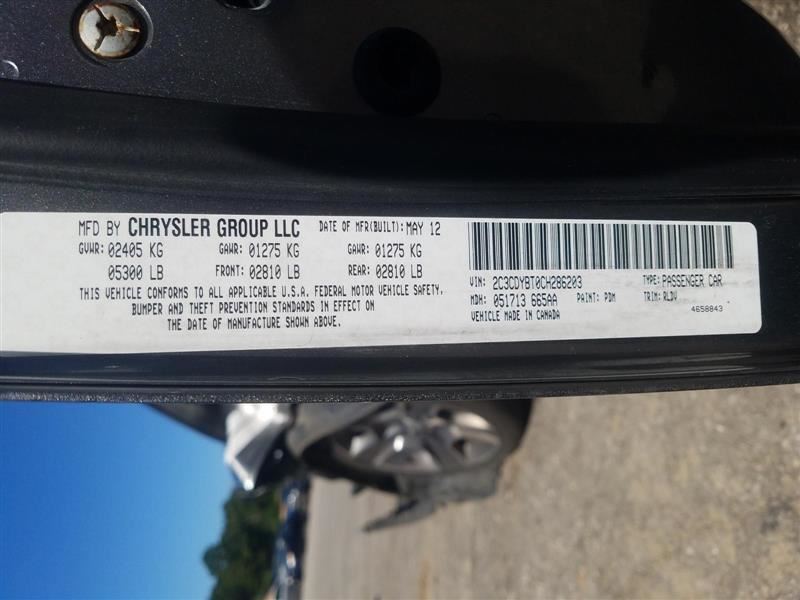 MFD BY CHRYSLER GROUP LLC DATE OF MFR(BUILT): MAY 12
GVWR: 02405 KG GAWR: 01275 KG GAWR: 01275 KG
05300 LB FRONT: 02810 LB REAR: 02810 LB
THIS VEHICLE CONFORMS TO ALL APPLICABLE U.S.A. FEDERAL MOTOR VEHICLE SAFETY,
BUMPER AND THEFT PREVENTION STANDARDS IN EFFECT ON
THE DATE OF MANUFACTURE SHOWN ABOVE.
VIN: 2C3CDYBT0CH286203 TYPE: PASSENGER CAR
MDH: 051713 665AA PAINT: PDM TRIM: RLDV
VEHICLE MADE IN CANADA 4658843